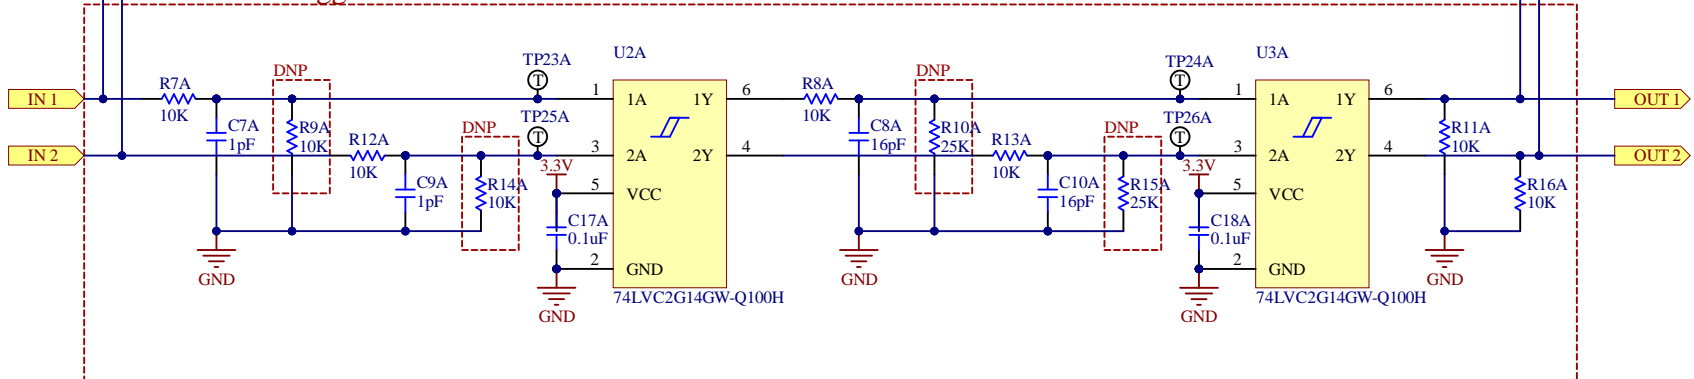 U2A
U3A
TP23A
TP24A
DNP
DNP
R7A
R8A
T
T
IN 1
1
1A
1Y
6
1
1A
1Y
6
OUT 1
10K
10K
C7A
1pF
R9A
10K
R12A
DNP
TP25A
T
C8A
16pF
R10A
25K
R13A
DNP
TP26A
T
R11A
10K
IN 2
3
2A
2Y
4
3
2A
2Y
4
OUT 2
10K
3.3V
10K
3.3V
C9A
1pF
R14A
10K
5
VCC
C10A
16pF
R15A
25K
5
VCC
R16A
10K
C17A
0.1uF
C18A
0.1uF
2
GND
2
GND
GND
GND
GND
74LVC2G14GW-Q100H
74LVC2G14GW-Q100H
GND
GND